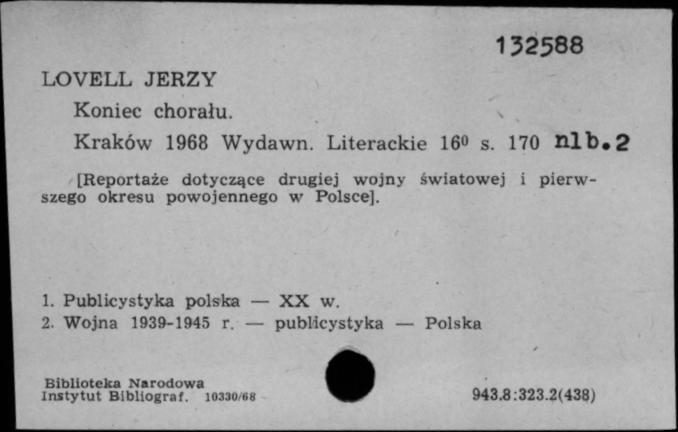 132588
LOVELL JERZY
Koniec chorału.
Kraków 1968 Wydawn. Literackie 16⁰ s. 170 nlb.2
[Reportaże dotyczące drugiej wojny światowej i pierw-
szego okresu powojennego w Polsce].
1. Publicystyka polska — XX w.
2. Wojna 1939-1945 r. — publicystyka — Polska
Biblioteka Narodowa
Instytut Bibliograf. 10330/68
943.8:323.2(438)